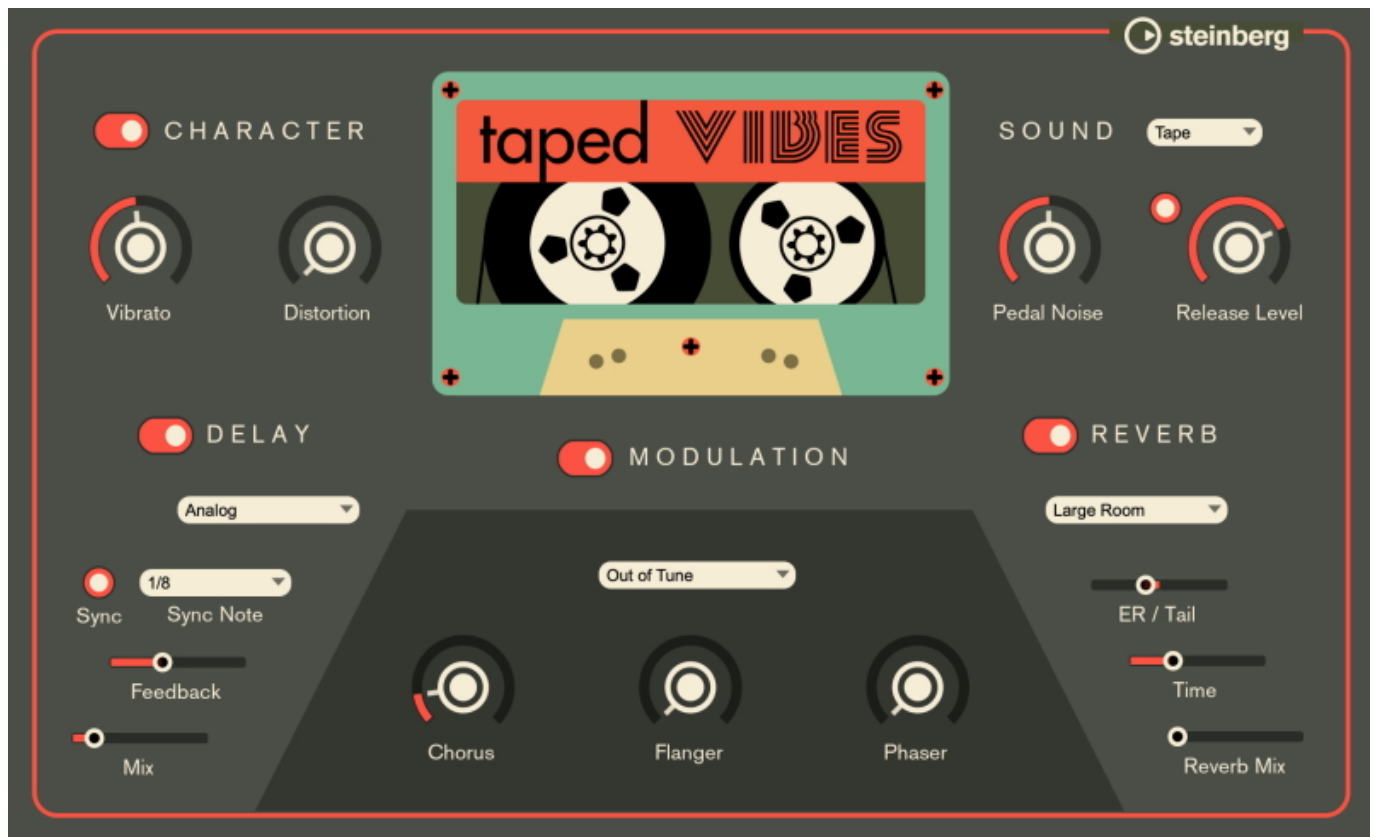 steinberg
taped VIBES
CHARACTER
Vibrato
Distortion
SOUND
Tape
Pedal Noise
Release Level
DELAY
Analog
Sync
1/8
Sync Note
Feedback
Mix
MODULATION
Out of Tune
Chorus
Flanger
Phaser
REVERB
Large Room
ER / Tail
Time
Reverb Mix